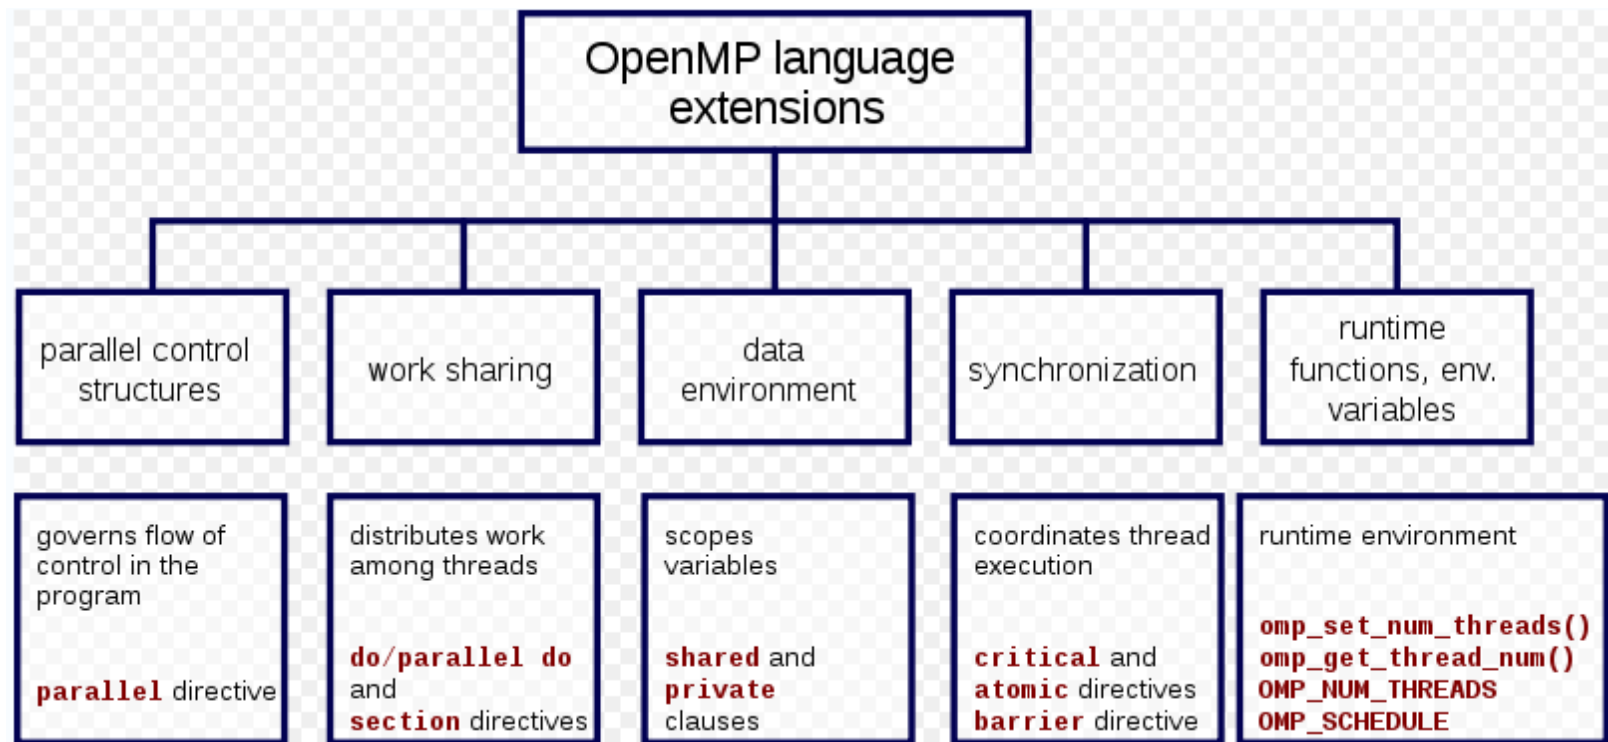 OpenMP language
extensions
parallel control
structures
work sharing
data
environment
synchronization
runtime
functions, env.
variables
governs flow of
control in the
program
parallel directive
distributes work
among threads
do/parallel do
and
section directives
scopes
variables
shared and
private
clauses
coordinates thread
execution
critical and
atomic directives
barrier directive
runtime environment
omp_set_num_threads()
omp_get_thread_num()
OMP_NUM_THREADS
OMP_SCHEDULE